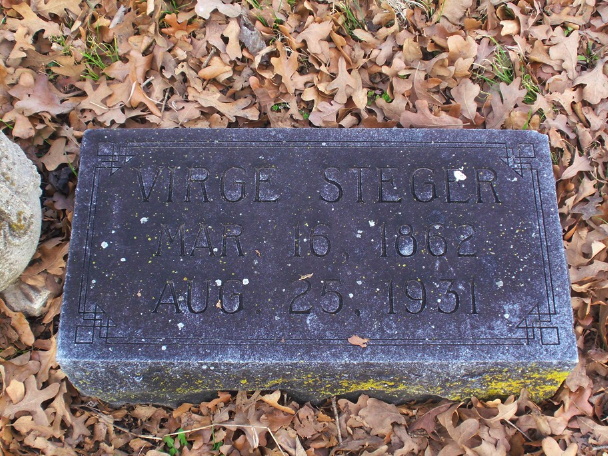 VIRGE STEGER
MAR 16, 1862
AUG. 25, 1931